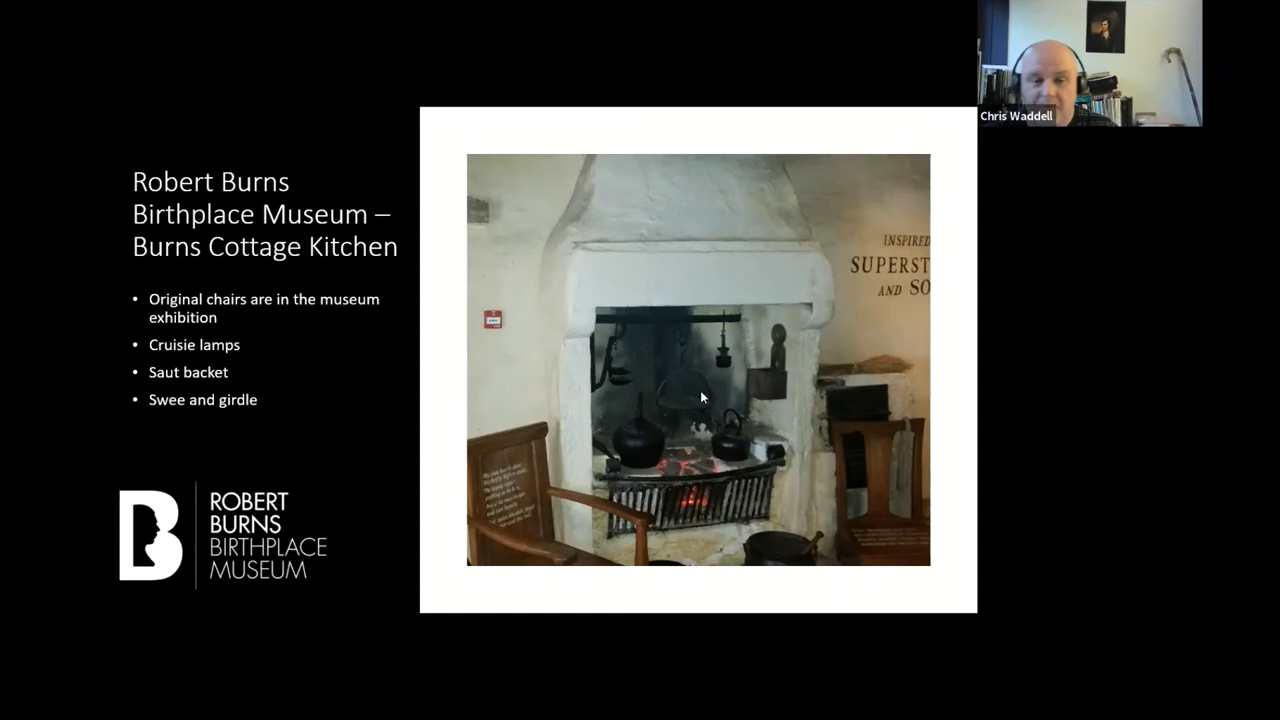 Robert Burns
Birthplace Museum –
Burns Cottage Kitchen
• Original chairs are in the museum
exhibition
• Cruisie lamps
• Saut backet
• Swee and girdle
B
ROBERT
BURNS
BIRTHPLACE
MUSEUM
INSPIRED
SUPERST
AND SO
Chris Waddell